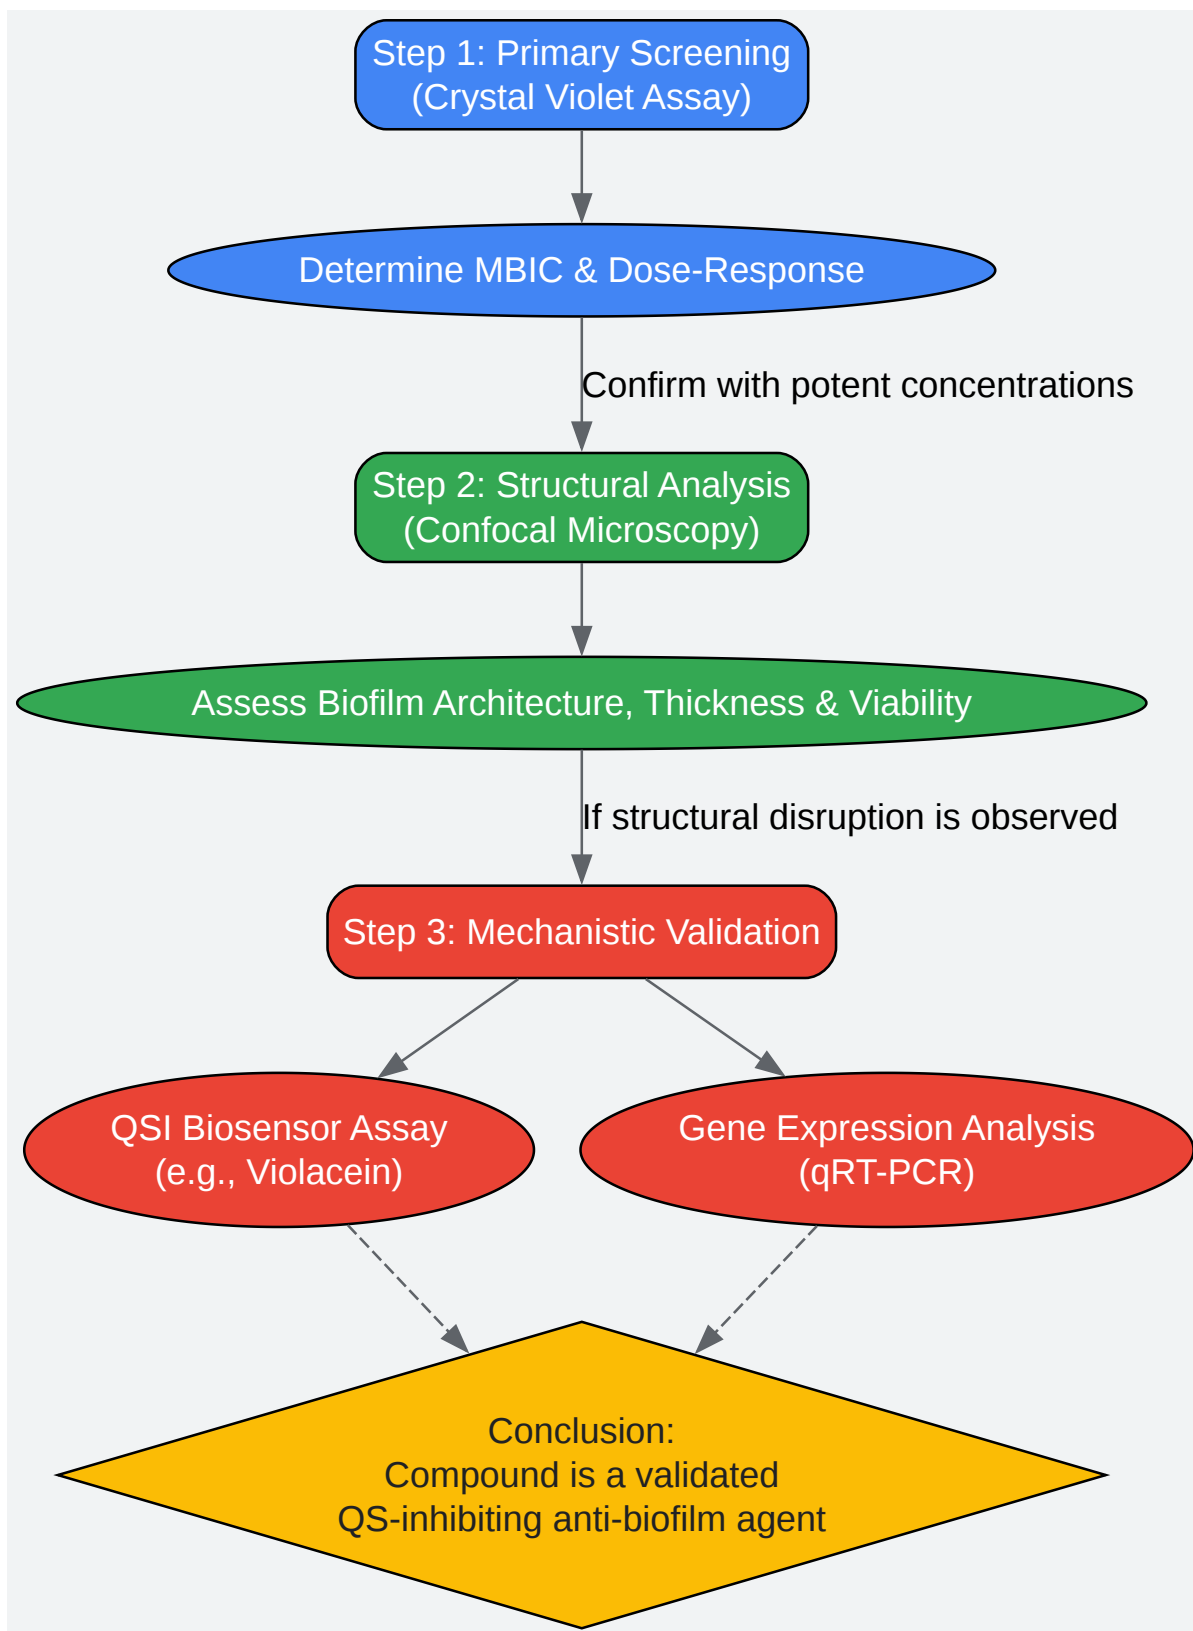 Step 1: Primary Screening
(Crystal Violet Assay)
Determine MBIC & Dose-Response
Confirm with potent concentrations
Step 2: Structural Analysis
(Confocal Microscopy)
Assess Biofilm Architecture, Thickness & Viability
If structural disruption is observed
Step 3: Mechanistic Validation
QSI Biosensor Assay
(e.g., Violacein)
Gene Expression Analysis
(qRT-PCR)
Conclusion:
Compound is a validated
QS-inhibiting anti-biofilm agent